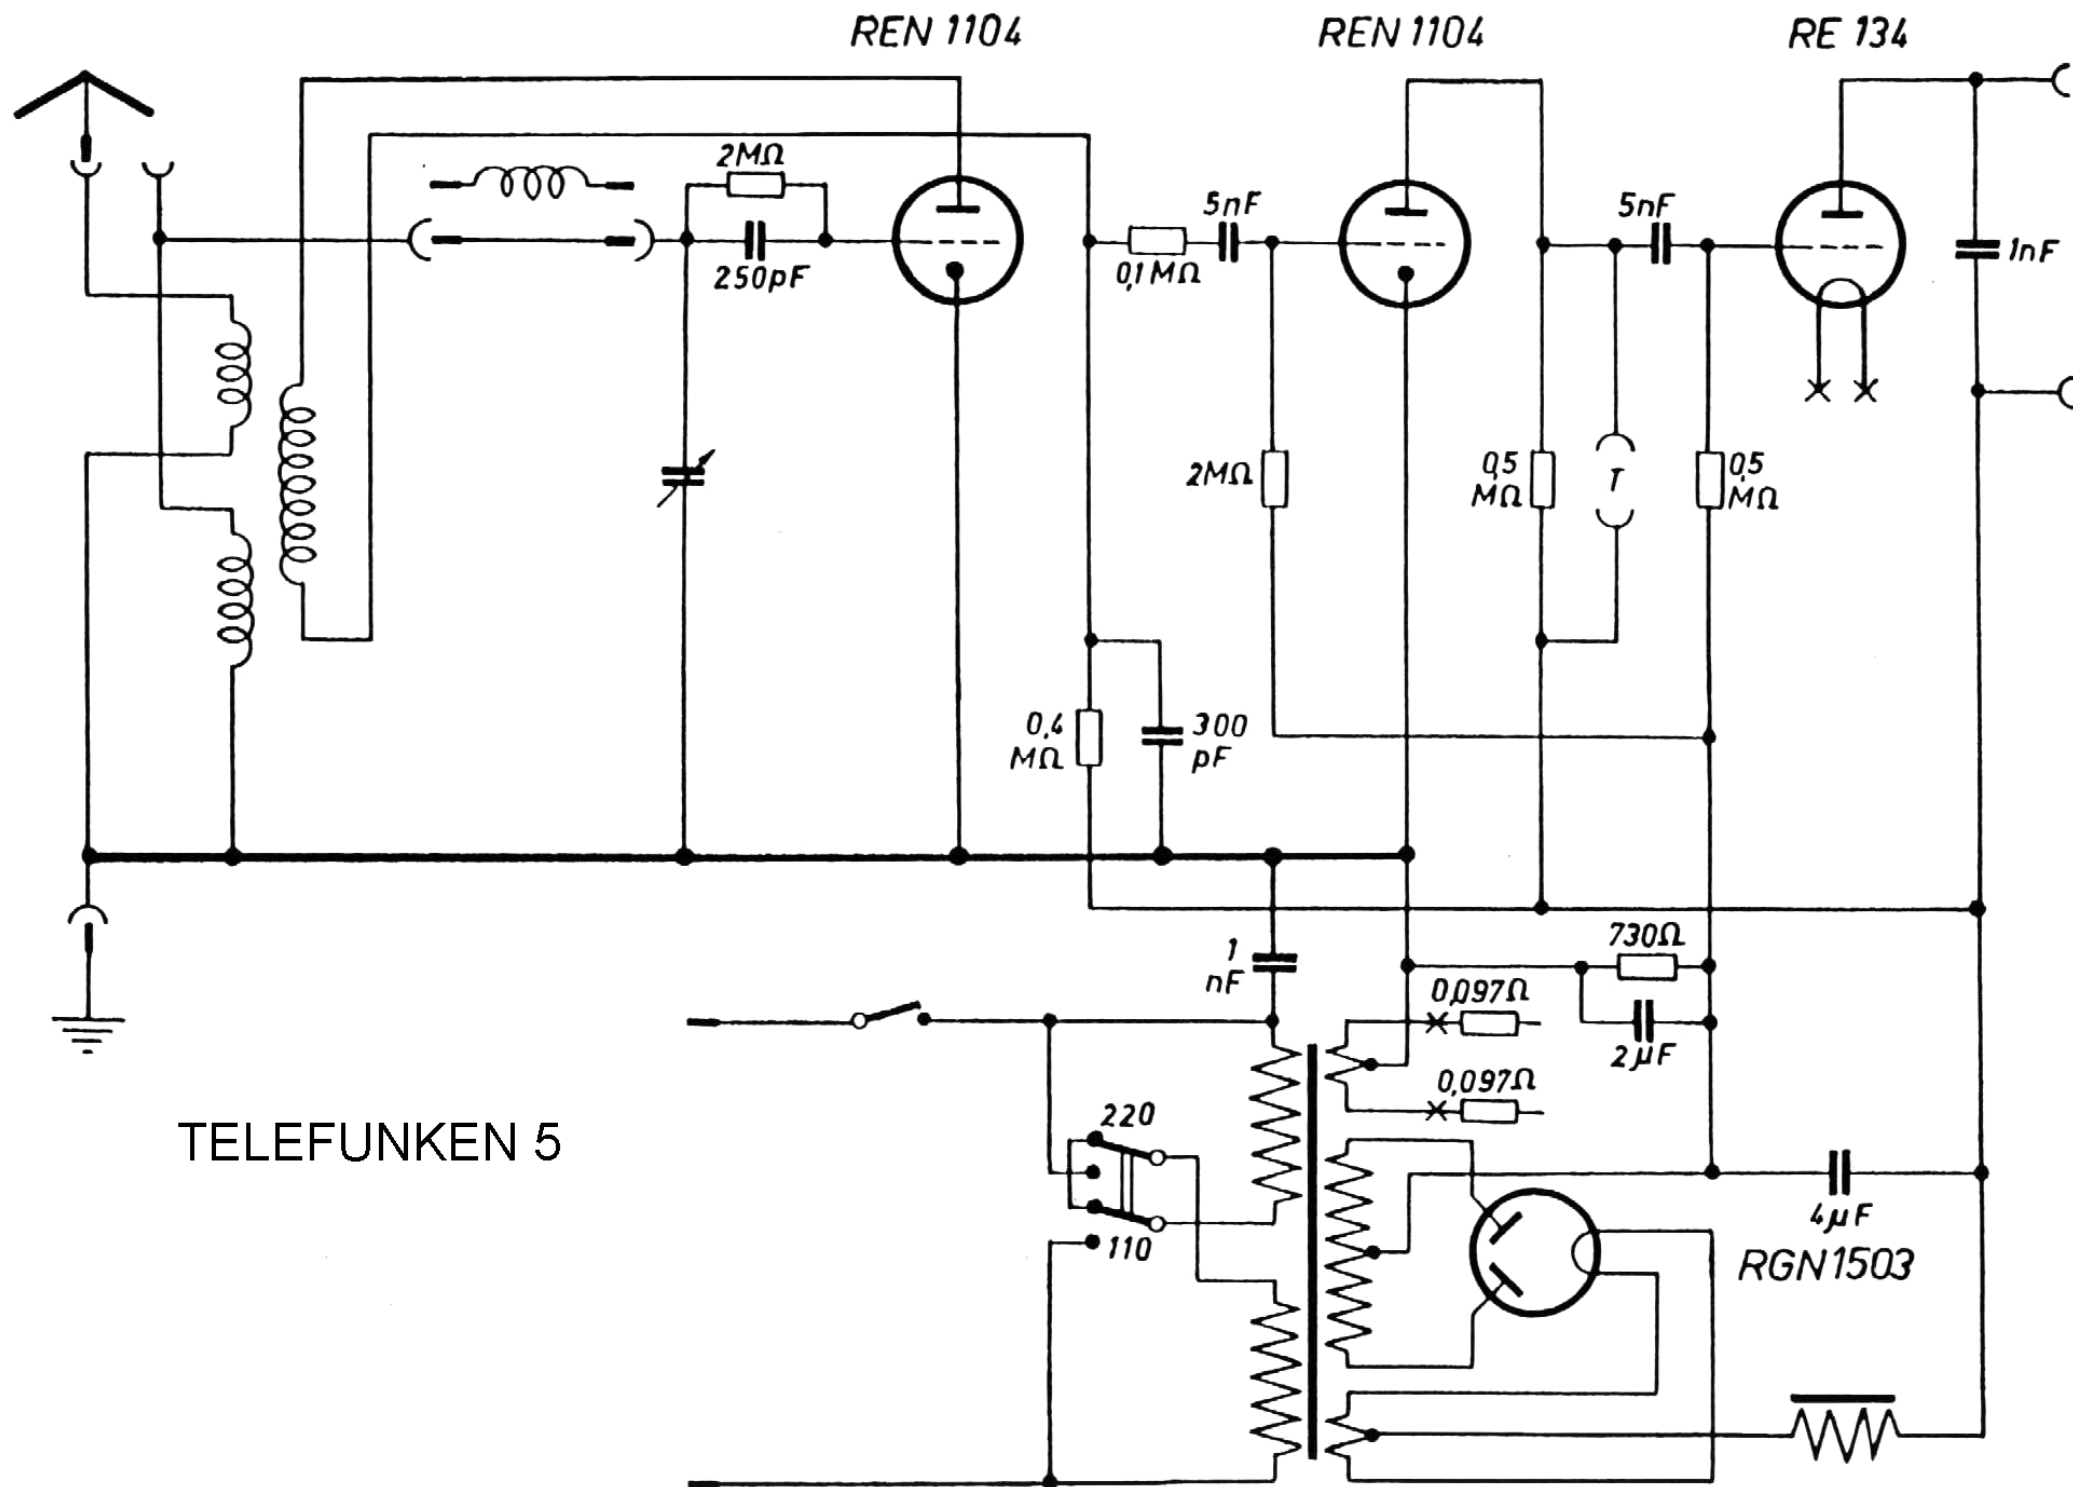 REN 1104
REN 1104
RE 134
2MΩ
250pF
0,1MΩ
5nF
5nF
1nF
2MΩ
0,5
MΩ
T
0,5
MΩ
0,4
MΩ
300
pF
1
nF
730Ω
0,097Ω
2µF
0,097Ω
220
110
TELEFUNKEN 5
4µF
RGN1503